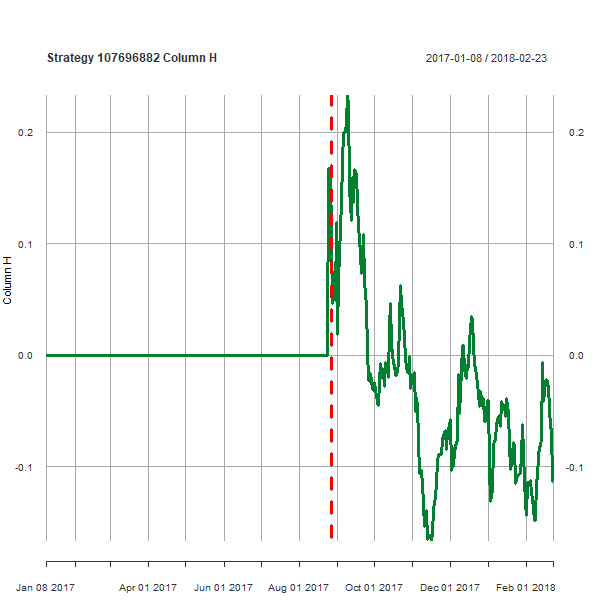 Strategy 107696882 Column H
2017-01-08 / 2018-02-23
0.2 0.2
0.1 0.1
Column H
0.0 0.0
-0.1 -0.1
Jan 08 2017 Apr 01 2017 Jun 01 2017 Aug 01 2017 Oct 01 2017 Dec 01 2017 Feb 01 2018